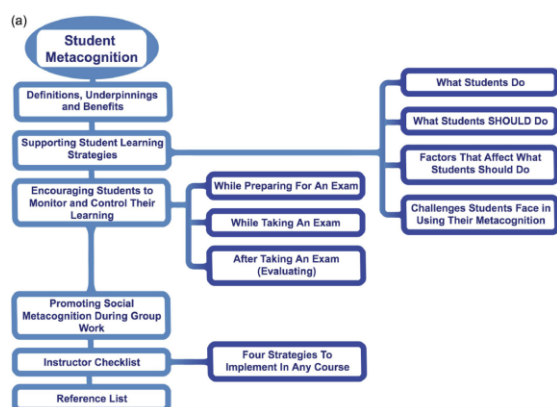 (a)
Student
Metacognition
Definitions, Underpinnings
and Benefits
Supporting Student Learning
Strategies
Encouraging Students to
Monitor and Control Their
Learning
While Preparing For An Exam
While Taking An Exam
After Taking An Exam
(Evaluating)
What Students Do
What Students SHOULD Do
Factors That Affect What
Students Should Do
Challenges Students Face in
Using Their Metacognition
Promoting Social
Metacognition During Group
Work
Instructor Checklist
Four Strategies To
Implement In Any Course
Reference List